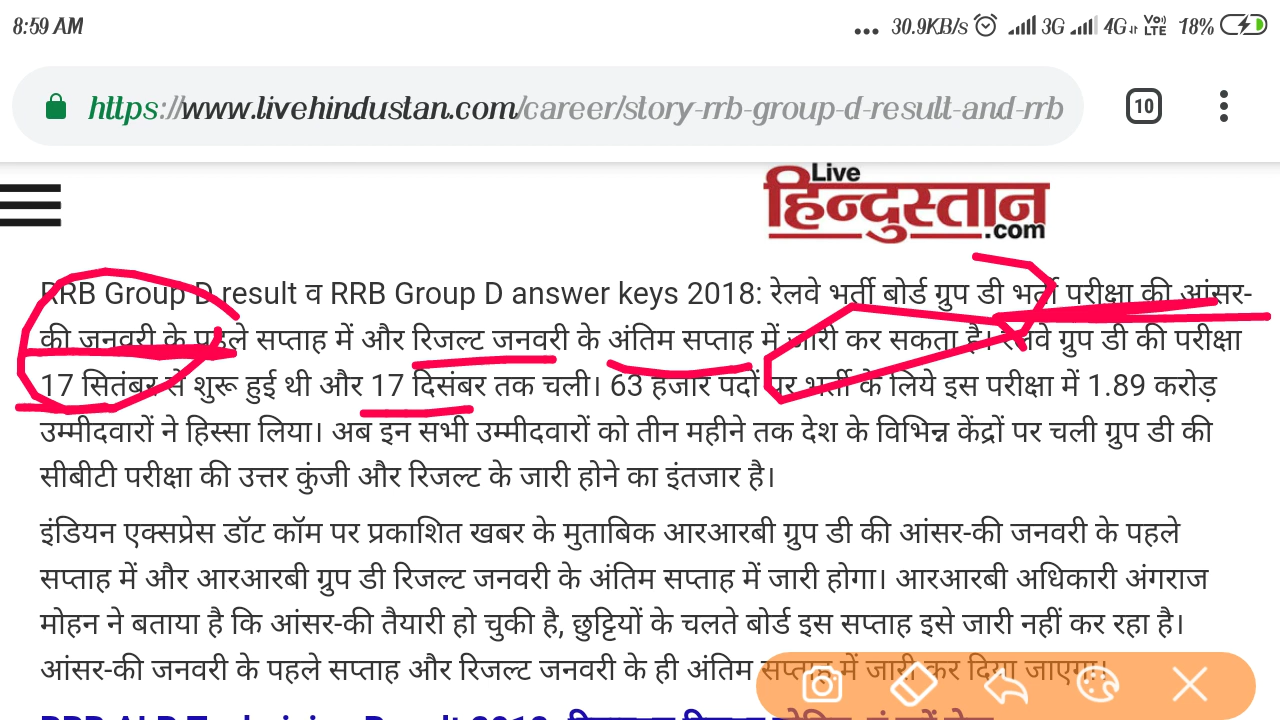 8:59 AM
... 30.9KB/s 3G 4G Vo)) LTE 18%
https://www.livehindustan.com/career/story-rrb-group-d-result-and-rrb
10
Live
हिन्दुस्तान
.com
RRB Group D result व RRB Group D answer keys 2018: रेलवे भर्ती बोर्ड ग्रुप डी भर्ती परीक्षा की आंसर-
की जनवरी के पहले सप्ताह में और रिजल्ट जनवरी के अंतिम सप्ताह में जारी कर सकता है। रेलवे ग्रुप डी की परीक्षा
17 सितंबर से शुरू हुई थी और 17 दिसंबर तक चली। 63 हजार पदों पर भर्ती के लिये इस परीक्षा में 1.89 करोड़
उम्मीदवारों ने हिस्सा लिया। अब इन सभी उम्मीदवारों को तीन महीने तक देश के विभिन्न केंद्रों पर चली ग्रुप डी की
सीबीटी परीक्षा की उत्तर कुंजी और रिजल्ट के जारी होने का इंतजार है।
इंडियन एक्सप्रेस डॉट कॉम पर प्रकाशित खबर के मुताबिक आरआरबी ग्रुप डी की आंसर-की जनवरी के पहले
सप्ताह में और आरआरबी ग्रुप डी रिजल्ट जनवरी के अंतिम सप्ताह में जारी होगा। आरआरबी अधिकारी अंगराज
मोहन ने बताया है कि आंसर-की तैयारी हो चुकी है, छुट्टियों के चलते बोर्ड इस सप्ताह इसे जारी नहीं कर रहा है।
आंसर-की जनवरी के पहले सप्ताह और रिजल्ट जनवरी के ही अंतिम सप्ताह में जारी कर दिया जाएगा।